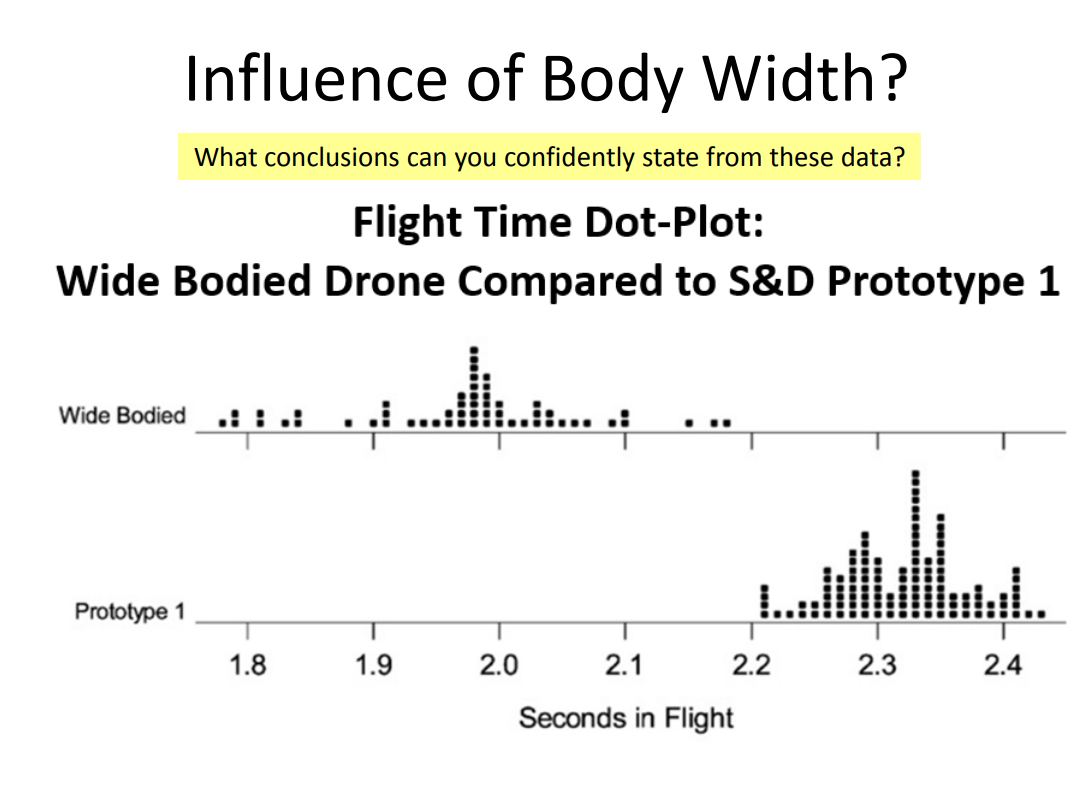 Influence of Body Width?
What conclusions can you confidently state from these data?
Flight Time Dot-Plot:
Wide Bodied Drone Compared to S&D Prototype 1
Wide Bodied
Prototype 1
1.8 1.9 2.0 2.1 2.2 2.3 2.4
Seconds in Flight